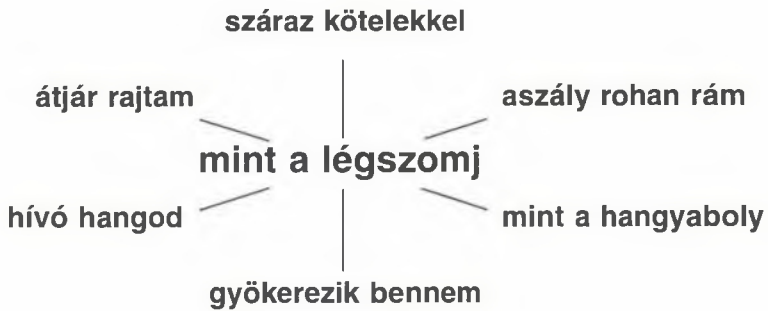 száraz kötelekkel
átjár rajtam
aszály rohan rám
mint a légszomj
hívó hangod
mint a hangyaboly
gyökerezik bennem